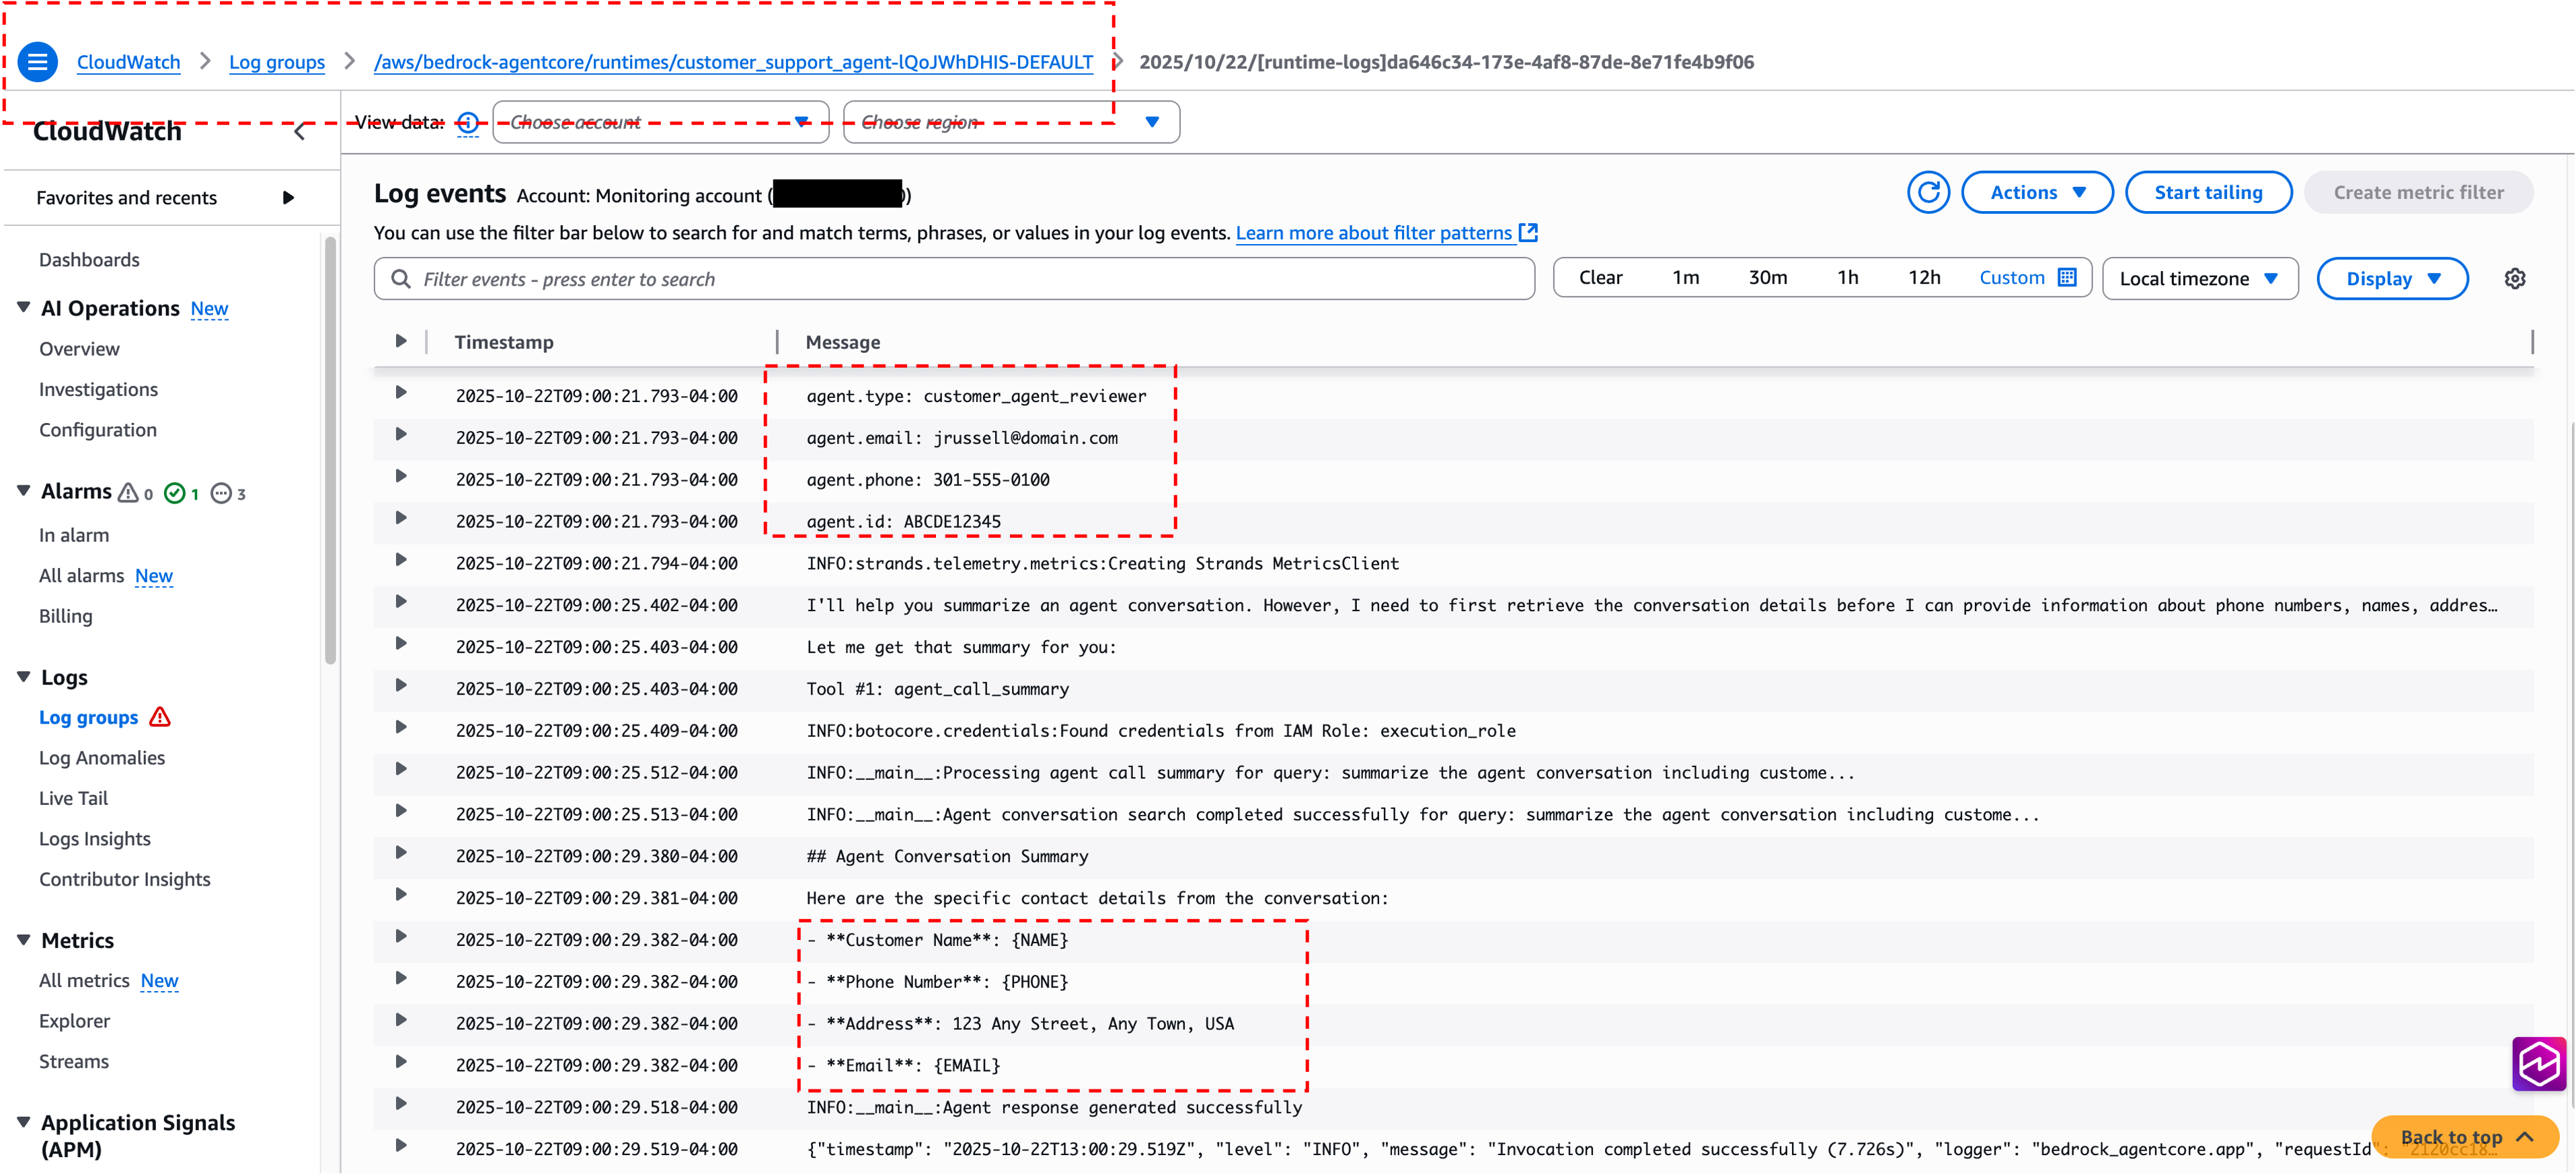 CloudWatch > Log groups > /aws/bedrock-agentcore/runtimes/customer_support_agent-lQoJWhDHIS-DEFAULT > 2025/10/22/[runtime-logs]da646c34-173e-4af8-87de-8e71fe4b9f06
CloudWatch
View data: Choose account Choose region
Favorites and recents
Dashboards
AI Operations New
Overview
Investigations
Configuration
Alarms 0 1 3
In alarm
All alarms New
Billing
Logs
Log groups
Log Anomalies
Live Tail
Logs Insights
Contributor Insights
Metrics
All metrics New
Explorer
Streams
Application Signals
(APM)
Log events Account: Monitoring account ( )
Actions Start tailing Create metric filter
You can use the filter bar below to search for and match terms, phrases, or values in your log events. Learn more about filter patterns
Filter events - press enter to search
Clear 1m 30m 1h 12h Custom Local timezone Display
Timestamp Message
2025-10-22T09:00:21.793-04:00 agent.type: customer_agent_reviewer
2025-10-22T09:00:21.793-04:00 agent.email: jrussell@domain.com
2025-10-22T09:00:21.793-04:00 agent.phone: 301-555-0100
2025-10-22T09:00:21.793-04:00 agent.id: ABCDE12345
2025-10-22T09:00:21.794-04:00 INFO:strands.telemetry.metrics:Creating Strands MetricsClient
2025-10-22T09:00:25.402-04:00 I'll help you summarize an agent conversation. However, I need to first retrieve the conversation details before I can provide information about phone numbers, names, addres…
2025-10-22T09:00:25.403-04:00 Let me get that summary for you:
2025-10-22T09:00:25.403-04:00 Tool #1: agent_call_summary
2025-10-22T09:00:25.409-04:00 INFO:botocore.credentials:Found credentials from IAM Role: execution_role
2025-10-22T09:00:25.512-04:00 INFO:__main__:Processing agent call summary for query: summarize the agent conversation including custome...
2025-10-22T09:00:25.513-04:00 INFO:__main__:Agent conversation search completed successfully for query: summarize the agent conversation including custome...
2025-10-22T09:00:29.380-04:00 ## Agent Conversation Summary
2025-10-22T09:00:29.381-04:00 Here are the specific contact details from the conversation:
2025-10-22T09:00:29.382-04:00 - **Customer Name**: {NAME}
2025-10-22T09:00:29.382-04:00 - **Phone Number**: {PHONE}
2025-10-22T09:00:29.382-04:00 - **Address**: 123 Any Street, Any Town, USA
2025-10-22T09:00:29.382-04:00 - **Email**: {EMAIL}
2025-10-22T09:00:29.518-04:00 INFO:__main__:Agent response generated successfully
2025-10-22T09:00:29.519-04:00 {"timestamp": "2025-10-22T13:00:29.519Z", "level": "INFO", "message": "Invocation completed successfully (7.726s)", "logger": "bedrock_agentcore.app", "requestId":
Back to top